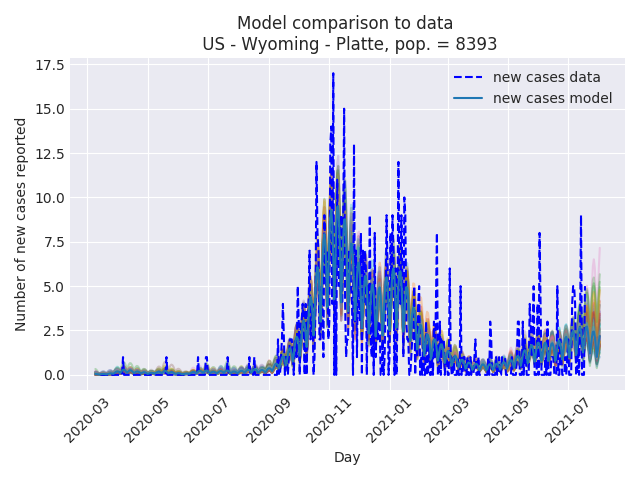 Model comparison to data
US - Wyoming - Platte, pop. = 8393
new cases data
new cases model
Number of new cases reported
17.5
15.0
12.5
10.0
7.5
5.0
2.5
0.0
2020-03
2020-05
2020-07
2020-09
2020-11
2021-01
2021-03
2021-05
2021-07
Day